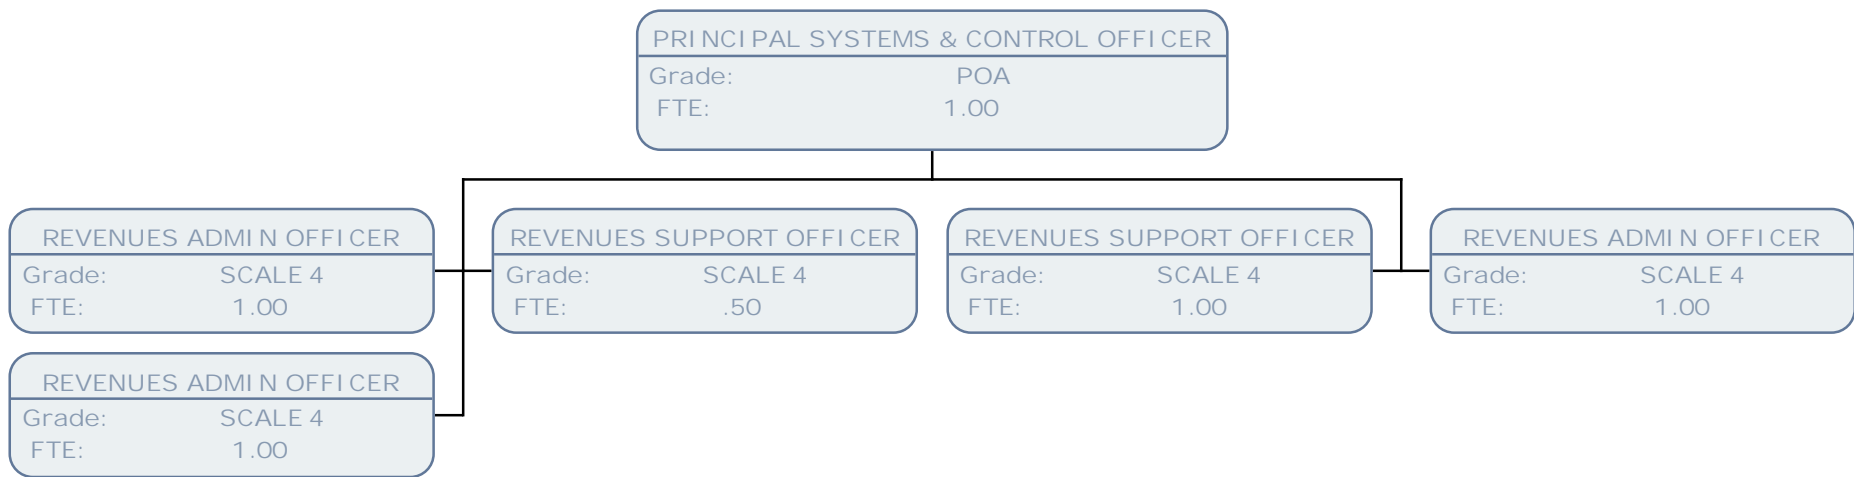 PRINCIPAL SYSTEMS & CONTROL OFFICER
Grade: POA
FTE: 1.00
REVENUES ADMIN OFFICER
Grade: SCALE 4
FTE: 1.00
REVENUES SUPPORT OFFICER
Grade: SCALE 4
FTE: .50
REVENUES SUPPORT OFFICER
Grade: SCALE 4
FTE: 1.00
REVENUES ADMIN OFFICER
Grade: SCALE 4
FTE: 1.00
REVENUES ADMIN OFFICER
Grade: SCALE 4
FTE: 1.00